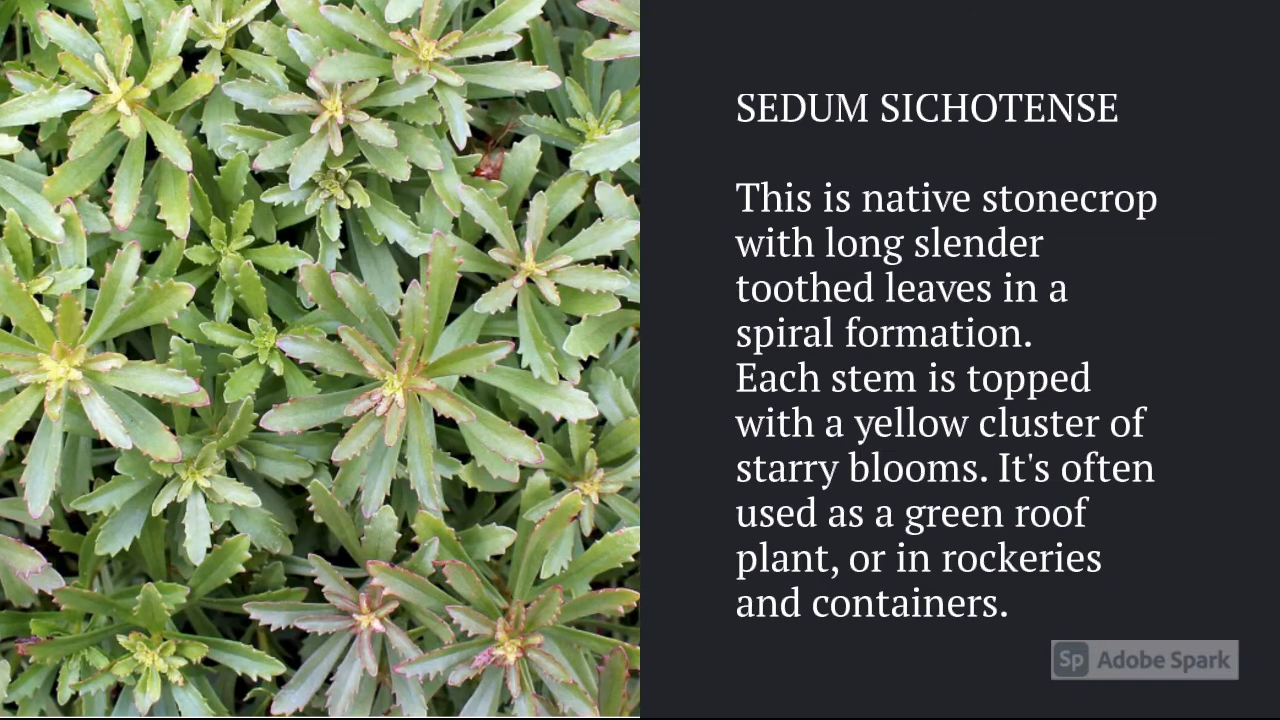 SEDUM SICHOTENSE
This is native stonecrop
with long slender
toothed leaves in a
spiral formation.
Each stem is topped
with a yellow cluster of
starry blooms. It's often
used as a green roof
plant, or in rockeries
and containers.
Sp Adobe Spark